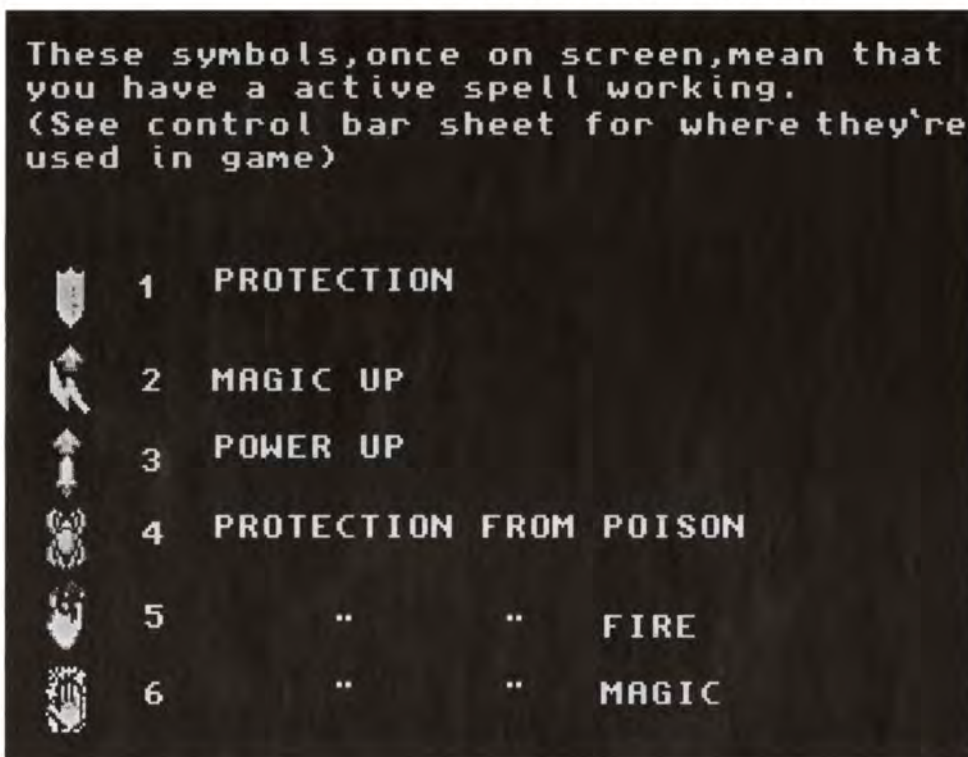 These symbols,once on screen,mean that
you have a active spell working.
(See control bar sheet for where they're
used in game)
1 PROTECTION
2 MAGIC UP
3 POWER UP
4 PROTECTION FROM POISON
5 " " FIRE
6 " " MAGIC